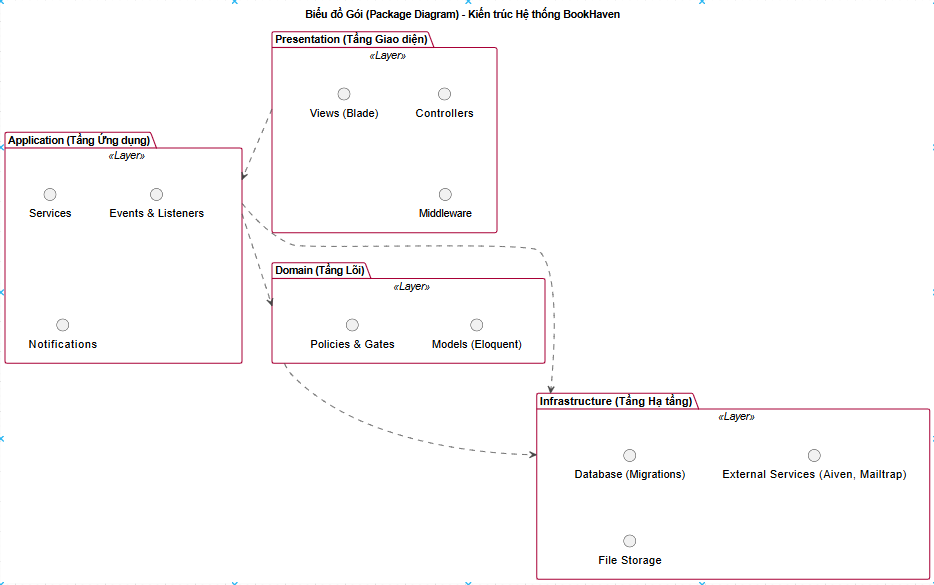 Biểu đồ Gói (Package Diagram) - Kiến trúc Hệ thống BookHaven
Presentation (Tầng Giao diện)
«Layer»
Views (Blade)
Controllers
Middleware
Application (Tầng Ứng dụng)
«Layer»
Services
Events & Listeners
Notifications
Domain (Tầng Lõi)
«Layer»
Policies & Gates
Models (Eloquent)
Infrastructure (Tầng Hạ tầng)
«Layer»
Database (Migrations)
External Services (Aiven, Mailtrap)
File Storage